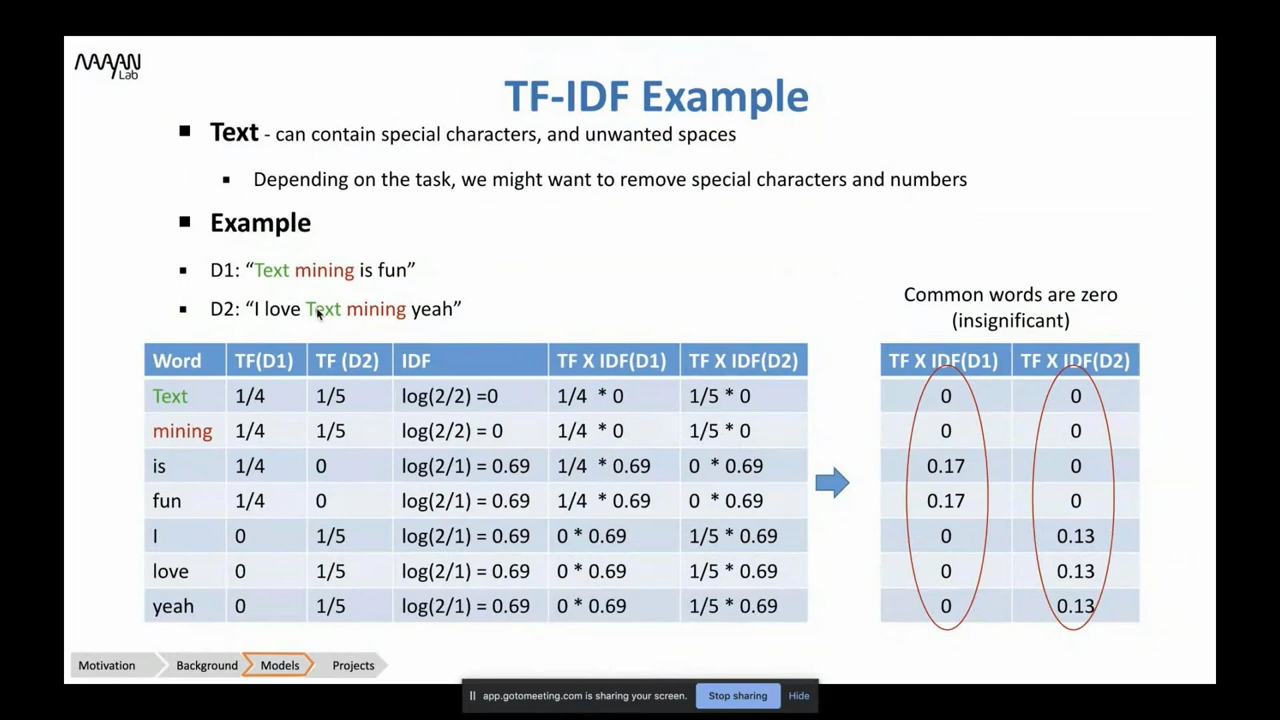 MAAYAN
Lab
TF-IDF Example
Text - can contain special characters, and unwanted spaces
Depending on the task, we might want to remove special characters and numbers
Example
D1: “Text mining is fun”
D2: “I love Text mining yeah”
Common words are zero
(insignificant)
Word TF(D1) TF (D2) IDF TF X IDF(D1) TF X IDF(D2) TF X IDF(D1) TF X IDF(D2)
Text 1/4 1/5 log(2/2) =0 1/4 * 0 1/5 * 0 0 0
mining 1/4 1/5 log(2/2) = 0 1/4 * 0 1/5 * 0 0 0
is 1/4 0 log(2/1) = 0.69 1/4 * 0.69 0 * 0.69 0.17 0
fun 1/4 0 log(2/1) = 0.69 1/4 * 0.69 0 * 0.69 0.17 0
I 0 1/5 log(2/1) = 0.69 0 * 0.69 1/5 * 0.69 0 0.13
love 0 1/5 log(2/1) = 0.69 0 * 0.69 1/5 * 0.69 0 0.13
yeah 0 1/5 log(2/1) = 0.69 0 * 0.69 1/5 * 0.69 0 0.13
Motivation Background Models Projects
app.gotomeeting.com is sharing your screen. Stop sharing Hide